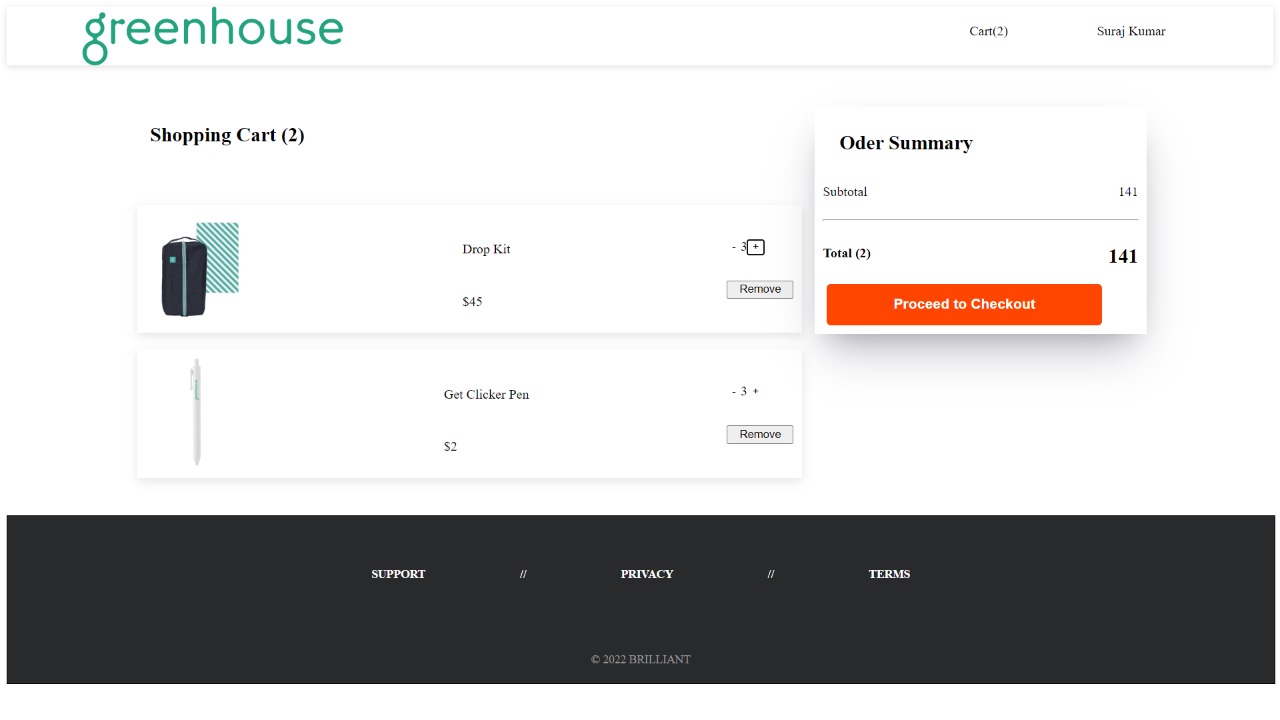 greenhouse
Cart(2)
Suraj Kumar
Shopping Cart (2)
Drop Kit
$45
- 3 +
Remove
Get Clicker Pen
$2
- 3 +
Remove
Oder Summary
Subtotal 141
Total (2) 141
Proceed to Checkout
SUPPORT // PRIVACY // TERMS
© 2022 BRILLIANT